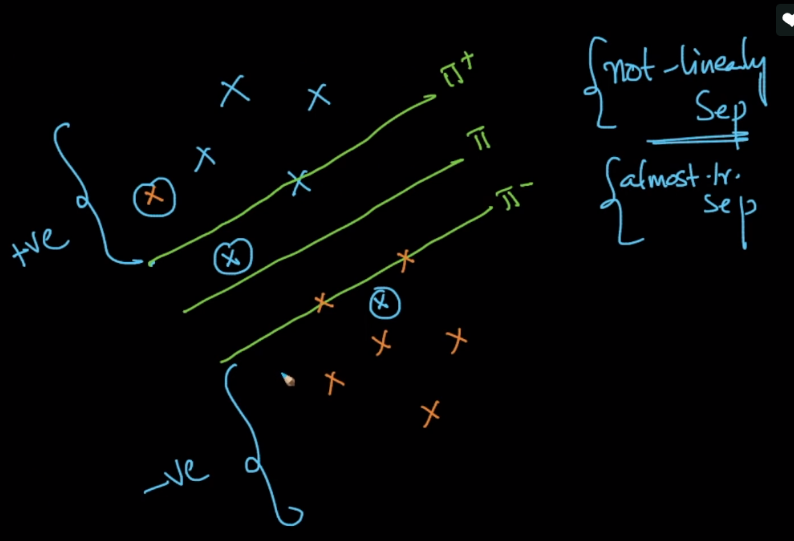 π+
not-linearly
Sep
π
almost.lr.
Sep
π-
+ve
-ve